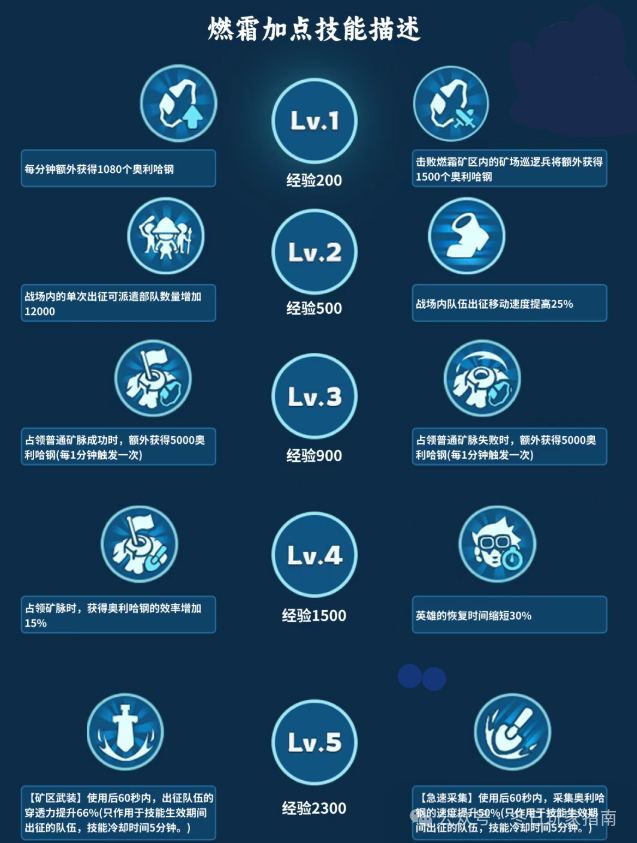 燃霜加点技能描述
Lv.1
经验200
每分钟额外获得1080个奥利哈钢
击败燃霜矿区内的矿场巡逻兵将额外获得
1500个奥利哈钢
Lv.2
经验500
战场内的单次出征可派遣部队数量增加
12000
战场内队伍出征移动速度提高25%
Lv.3
经验900
占领普通矿脉成功时，额外获得5000奥
利哈钢(每1分钟触发一次)
占领普通矿脉失败时，额外获得5000奥
利哈钢(每1分钟触发一次)
Lv.4
经验1500
占领矿脉时，获得奥利哈钢的效率增加
15%
英雄的恢复时间缩短30%
Lv.5
经验2300
【矿区武装】使用后60秒内，出征队伍的
穿透力提升66%(只作用于技能生效期间
出征的队伍，技能冷却时间5分钟。)
【急速采集】使用后60秒内，采集奥利哈
钢的速度提升50%(只作用于技能生效期
间出征的队伍，技能冷却时间5分钟。)